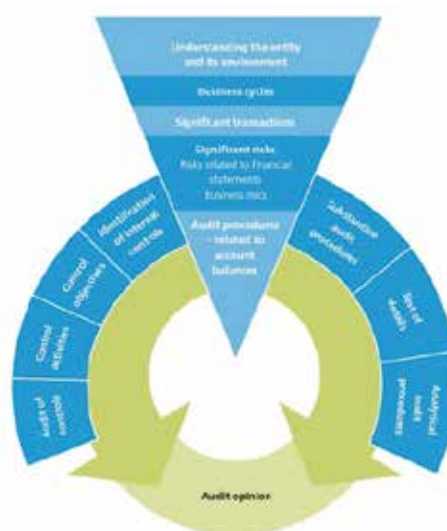 Understanding the entity
and its environment
Business cycles
Significant transactions
Significant risks
Risks related to financial
statements
Business risks
Audit procedures
– related to
account
balances
Identification
of internal
controls
Control
objectives
Control
activities
Audit of
controls
Substantive
audit
procedures
Test of
details
Analytical
audit
procedures
Audit opinion